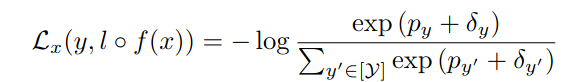 \mathcal{L}_x(y, l \circ f(x)) = -\log \frac{\exp(p_y + \delta_y)}{\sum_{y' \in [\mathcal{Y}]} \exp(p_{y'} + \delta_{y'})}